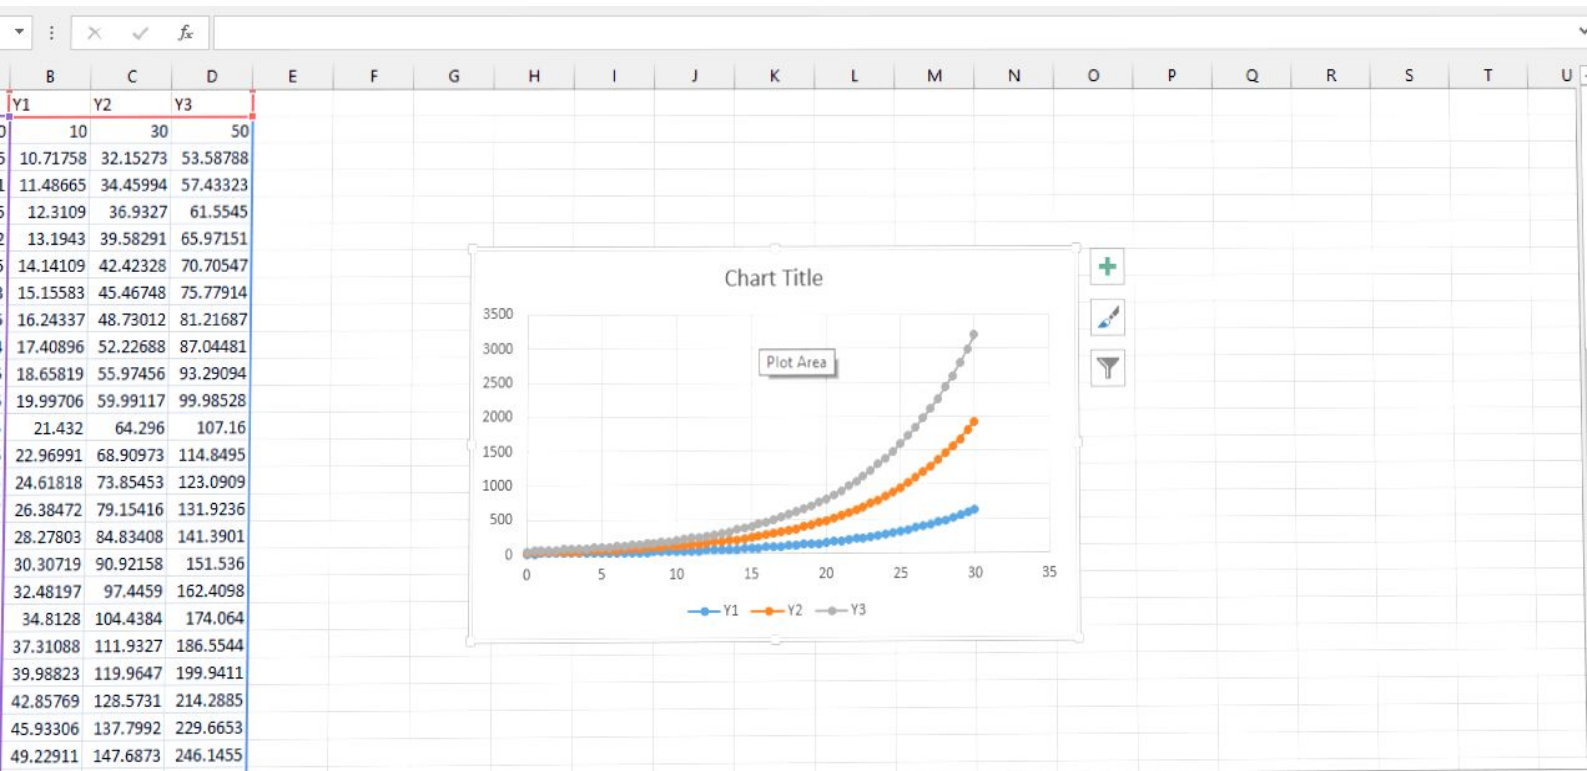 fx
B C D E F G H I J K L M N O P Q R S T U
Y1 Y2 Y3
0 10 30 50
5 10.71758 32.15273 53.58788
1 11.48665 34.45994 57.43323
5 12.3109 36.9327 61.5545
2 13.1943 39.58291 65.97151
5 14.14109 42.42328 70.70547
3 15.15583 45.46748 75.77914
16.24337 48.73012 81.21687
17.40896 52.22688 87.04481
18.65819 55.97456 93.29094
19.99706 59.99117 99.98528
21.432 64.296 107.16
22.96991 68.90973 114.8495
24.61818 73.85453 123.0909
26.38472 79.15416 131.9236
28.27803 84.83408 141.3901
30.30719 90.92158 151.536
32.48197 97.4459 162.4098
34.8128 104.4384 174.064
37.31088 111.9327 186.5544
39.98823 119.9647 199.9411
42.85769 128.5731 214.2885
45.93306 137.7992 229.6653
49.22911 147.6873 246.1455
Chart Title
3500
3000
Plot Area
2500
2000
1500
1000
500
0
0 5 10 15 20 25 30 35
Y1 Y2 Y3